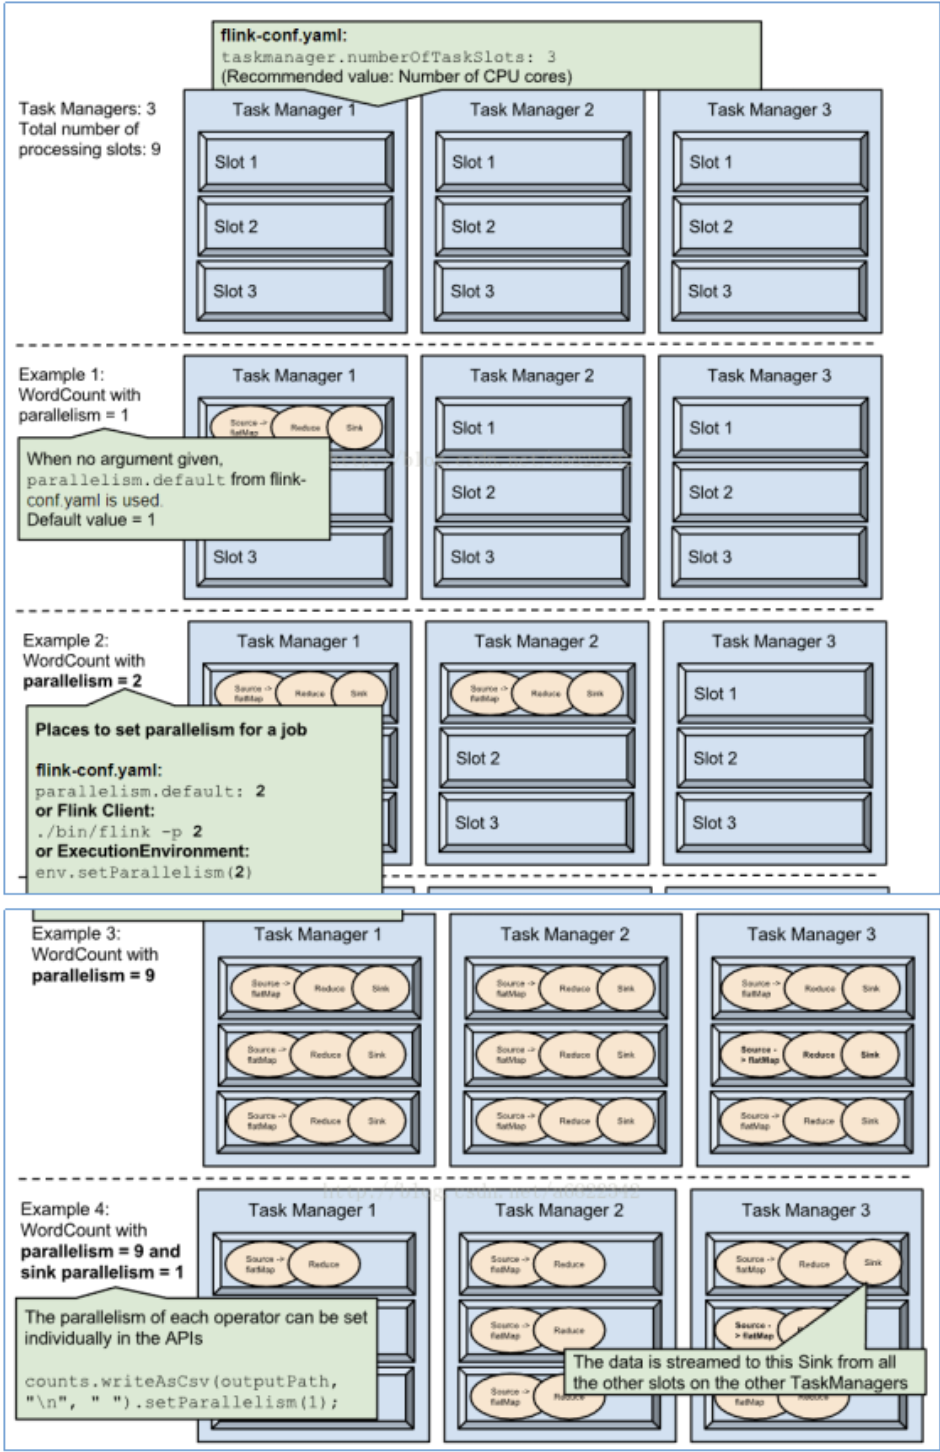 flink-conf.yaml:
taskmanager.numberOfTaskSlots: 3
(Recommended value: Number of CPU cores)
Task Managers: 3
Total number of
processing slots: 9
Task Manager 1
Slot 1
Slot 2
Slot 3
Task Manager 2
Slot 1
Slot 2
Slot 3
Task Manager 3
Slot 1
Slot 2
Slot 3
Example 1:
WordCount with
parallelism = 1
When no argument given,
parallelism.default from flink-
conf.yaml is used.
Default value = 1
Task Manager 1
Source ->
flatMap
Reduce
Sink
Slot 3
Task Manager 2
Slot 1
Slot 2
Slot 3
Task Manager 3
Slot 1
Slot 2
Slot 3
Example 2:
WordCount with
parallelism = 2
Places to set parallelism for a job
flink-conf.yaml:
parallelism.default: 2
or Flink Client:
./bin/flink -p 2
or ExecutionEnvironment:
env.setParallelism(2)
Task Manager 1
Source ->
flatMap
Reduce
Sink
Task Manager 2
Source ->
flatMap
Reduce
Sink
Slot 2
Slot 3
Task Manager 3
Slot 1
Slot 2
Slot 3
Example 3:
WordCount with
parallelism = 9
Task Manager 1
Source ->
flatMap
Reduce
Sink
Source ->
flatMap
Reduce
Sink
Source ->
flatMap
Reduce
Sink
Task Manager 2
Source ->
flatMap
Reduce
Sink
Source ->
flatMap
Reduce
Sink
Source ->
flatMap
Reduce
Sink
Task Manager 3
Source ->
flatMap
Reduce
Sink
Source -
> flatMap
Reduce
Sink
Source ->
flatMap
Reduce
Sink
Example 4:
WordCount with
parallelism = 9 and
sink parallelism = 1
The parallelism of each operator can be set
individually in the APIs
counts.writeAsCsv(outputPath,
"\n", " ").setParallelism(1);
Task Manager 1
Source ->
flatMap
Reduce
Task Manager 2
Source ->
flatMap
Reduce
Source ->
flatMap
Reduce
Source ->
flatMap
Reduce
Task Manager 3
Source ->
flatMap
Reduce
Sink
Source -
> flatMap
The data is streamed to this Sink from all
the other slots on the other TaskManagers
flatMap
Reduce